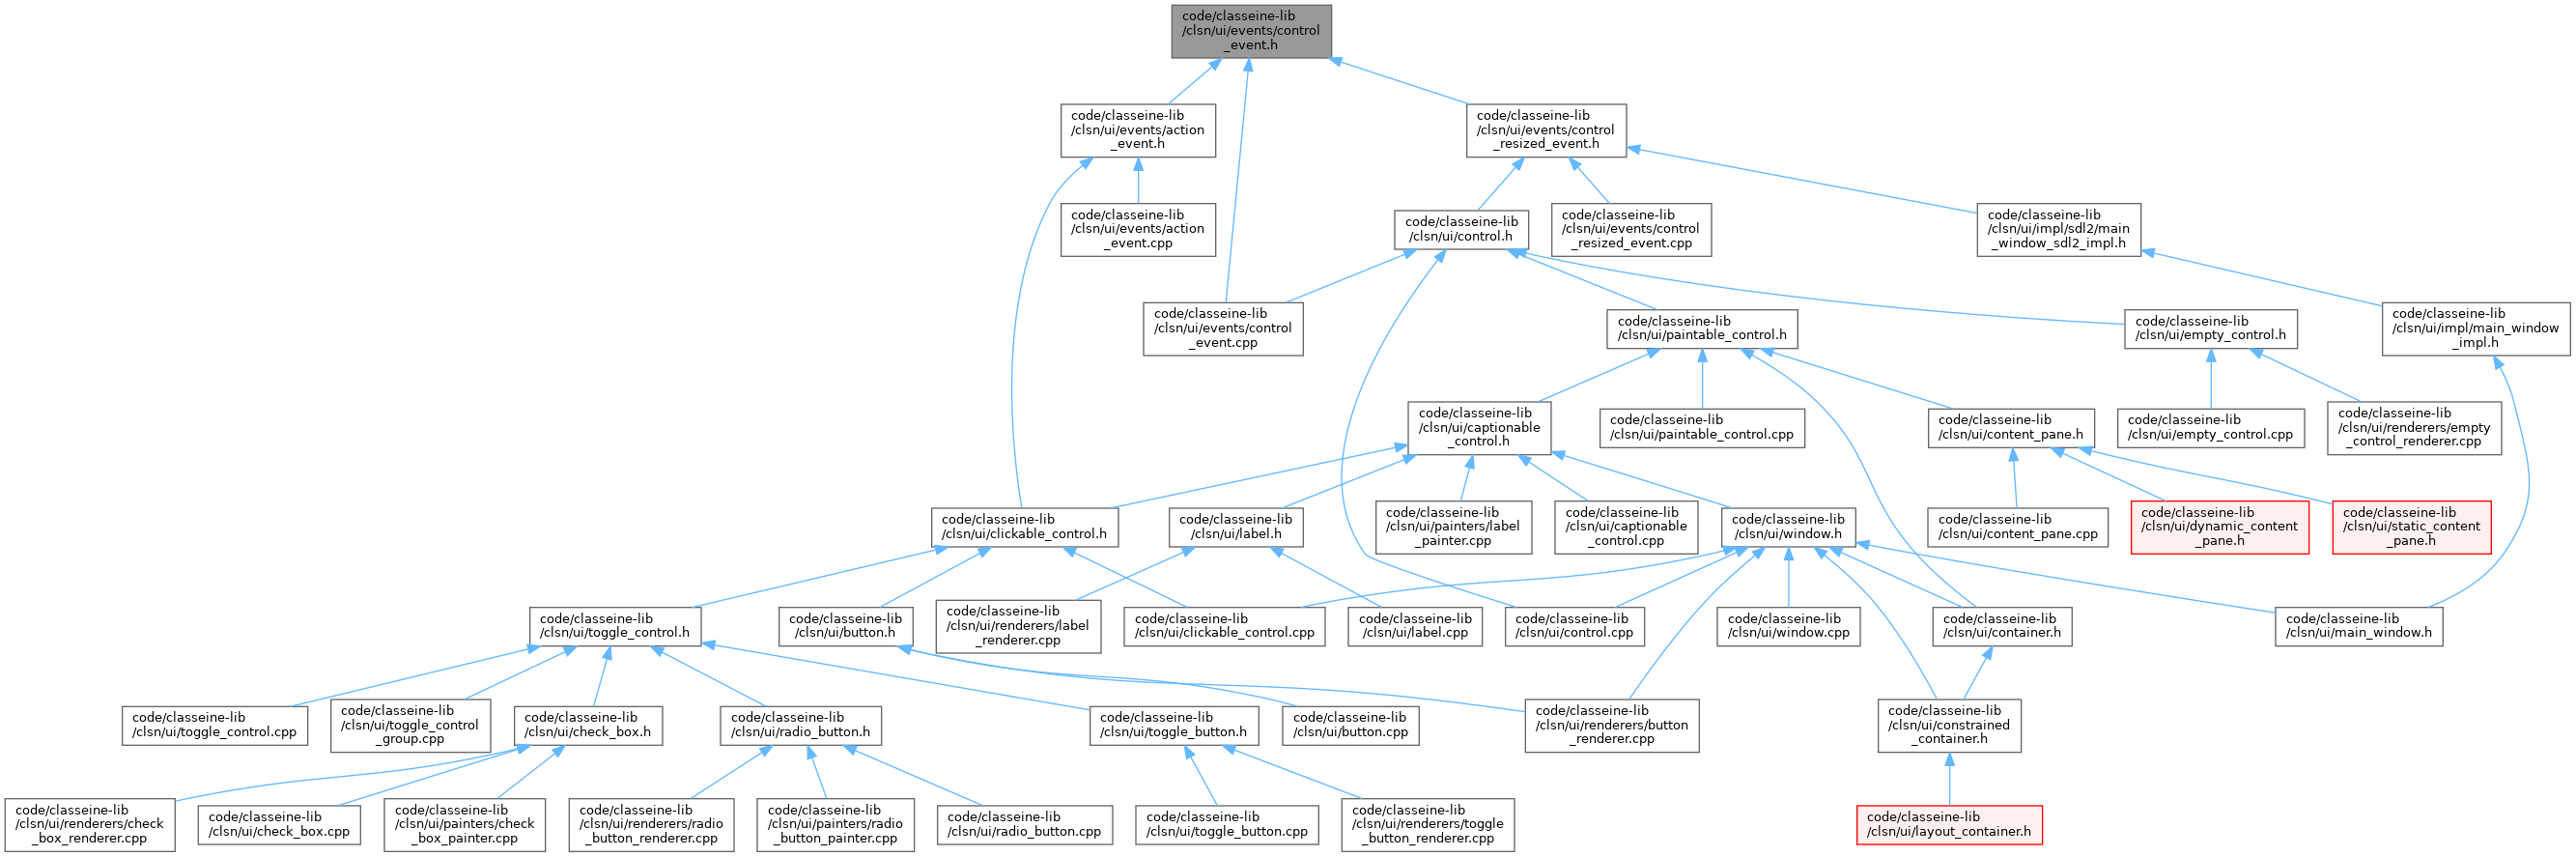 code/classeine-lib
/clsn/ui/events/control
_event.h
code/classeine-lib
/clsn/ui/events/action
_event.h
code/classeine-lib
/clsn/ui/events/control
_resized_event.h
code/classeine-lib
/clsn/ui/events/action
_event.cpp
code/classeine-lib
/clsn/ui/control.h
code/classeine-lib
/clsn/ui/events/control
_resized_event.cpp
code/classeine-lib
/clsn/ui/impl/sdl2/main
_window_sdl2_impl.h
code/classeine-lib
/clsn/ui/events/control
_event.cpp
code/classeine-lib
/clsn/ui/paintable_control.h
code/classeine-lib
/clsn/ui/empty_control.h
code/classeine-lib
/clsn/ui/impl/main_window
_impl.h
code/classeine-lib
/clsn/ui/captionable
_control.h
code/classeine-lib
/clsn/ui/paintable_control.cpp
code/classeine-lib
/clsn/ui/content_pane.h
code/classeine-lib
/clsn/ui/empty_control.cpp
code/classeine-lib
/clsn/ui/renderers/empty
_control_renderer.cpp
code/classeine-lib
/clsn/ui/clickable_control.h
code/classeine-lib
/clsn/ui/label.h
code/classeine-lib
/clsn/ui/painters/label
_painter.cpp
code/classeine-lib
/clsn/ui/captionable
_control.cpp
code/classeine-lib
/clsn/ui/window.h
code/classeine-lib
/clsn/ui/content_pane.cpp
code/classeine-lib
/clsn/ui/dynamic_content
_pane.h
code/classeine-lib
/clsn/ui/static_content
_pane.h
code/classeine-lib
/clsn/ui/toggle_control.h
code/classeine-lib
/clsn/ui/button.h
code/classeine-lib
/clsn/ui/renderers/label
_renderer.cpp
code/classeine-lib
/clsn/ui/clickable_control.cpp
code/classeine-lib
/clsn/ui/label.cpp
code/classeine-lib
/clsn/ui/control.cpp
code/classeine-lib
/clsn/ui/window.cpp
code/classeine-lib
/clsn/ui/container.h
code/classeine-lib
/clsn/ui/main_window.h
code/classeine-lib
/clsn/ui/toggle_control.cpp
code/classeine-lib
/clsn/ui/toggle_control
_group.cpp
code/classeine-lib
/clsn/ui/check_box.h
code/classeine-lib
/clsn/ui/radio_button.h
code/classeine-lib
/clsn/ui/toggle_button.h
code/classeine-lib
/clsn/ui/button.cpp
code/classeine-lib
/clsn/ui/renderers/button
_renderer.cpp
code/classeine-lib
/clsn/ui/constrained
_container.h
code/classeine-lib
/clsn/ui/renderers/check
_box_renderer.cpp
code/classeine-lib
/clsn/ui/check_box.cpp
code/classeine-lib
/clsn/ui/painters/check
_box_painter.cpp
code/classeine-lib
/clsn/ui/renderers/radio
_button_renderer.cpp
code/classeine-lib
/clsn/ui/painters/radio
_button_painter.cpp
code/classeine-lib
/clsn/ui/radio_button.cpp
code/classeine-lib
/clsn/ui/toggle_button.cpp
code/classeine-lib
/clsn/ui/renderers/toggle
_button_renderer.cpp
code/classeine-lib
/clsn/ui/layout_container.h